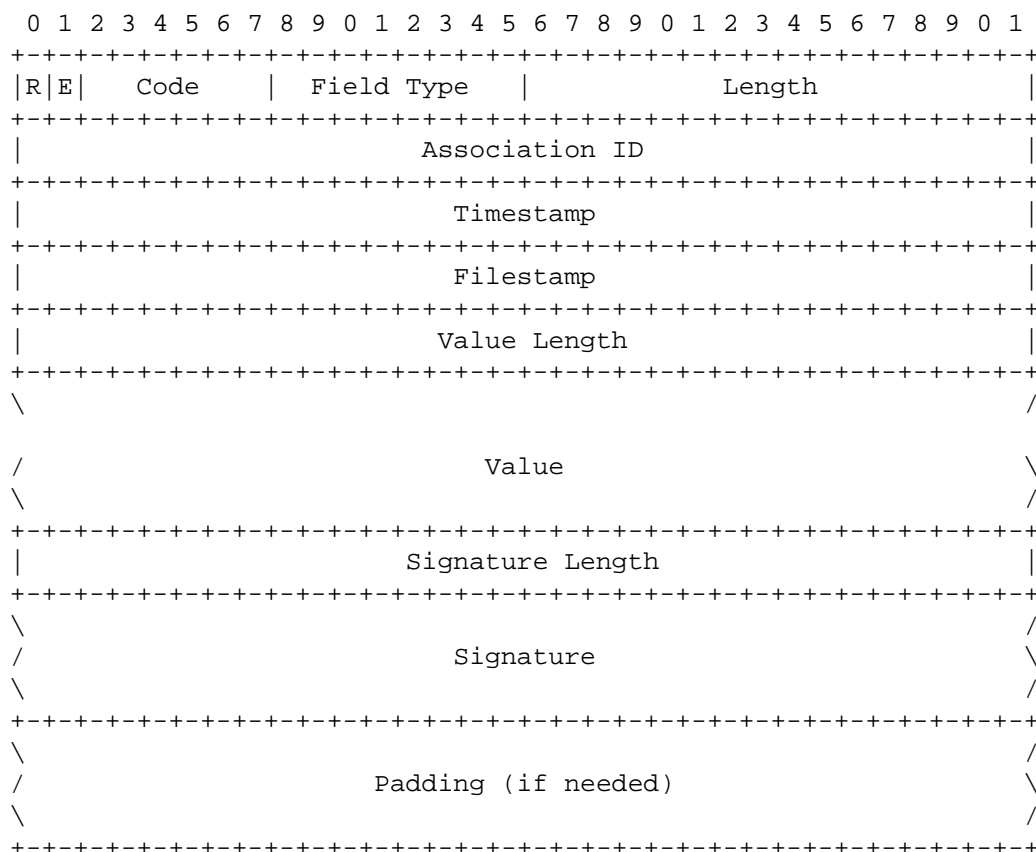 0 1 2 3 4 5 6 7 8 9 0 1 2 3 4 5 6 7 8 9 0 1 2 3 4 5 6 7 8 9 0 1
+-+-+-+-+-+-+-+-+-+-+-+-+-+-+-+-+-+-+-+-+-+-+-+-+-+-+-+-+-+-+-+-+
|R|E|   Code    |  Field Type   |            Length             |
+-+-+-+-+-+-+-+-+-+-+-+-+-+-+-+-+-+-+-+-+-+-+-+-+-+-+-+-+-+-+-+-+
|                         Association ID                        |
+-+-+-+-+-+-+-+-+-+-+-+-+-+-+-+-+-+-+-+-+-+-+-+-+-+-+-+-+-+-+-+-+
|                           Timestamp                           |
+-+-+-+-+-+-+-+-+-+-+-+-+-+-+-+-+-+-+-+-+-+-+-+-+-+-+-+-+-+-+-+-+
|                           Filestamp                           |
+-+-+-+-+-+-+-+-+-+-+-+-+-+-+-+-+-+-+-+-+-+-+-+-+-+-+-+-+-+-+-+-+
|                          Value Length                         |
+-+-+-+-+-+-+-+-+-+-+-+-+-+-+-+-+-+-+-+-+-+-+-+-+-+-+-+-+-+-+-+-+
\                                                               /

/                             Value                             \
\                                                               /
+-+-+-+-+-+-+-+-+-+-+-+-+-+-+-+-+-+-+-+-+-+-+-+-+-+-+-+-+-+-+-+-+
|                        Signature Length                       |
+-+-+-+-+-+-+-+-+-+-+-+-+-+-+-+-+-+-+-+-+-+-+-+-+-+-+-+-+-+-+-+-+
\                                                               /
/                           Signature                           \
\                                                               /
+-+-+-+-+-+-+-+-+-+-+-+-+-+-+-+-+-+-+-+-+-+-+-+-+-+-+-+-+-+-+-+-+
\                                                               /
/                      Padding (if needed)                      \
\                                                               /
+-+-+-+-+-+-+-+-+-+-+-+-+-+-+-+-+-+-+-+-+-+-+-+-+-+-+-+-+-+-+-+-+